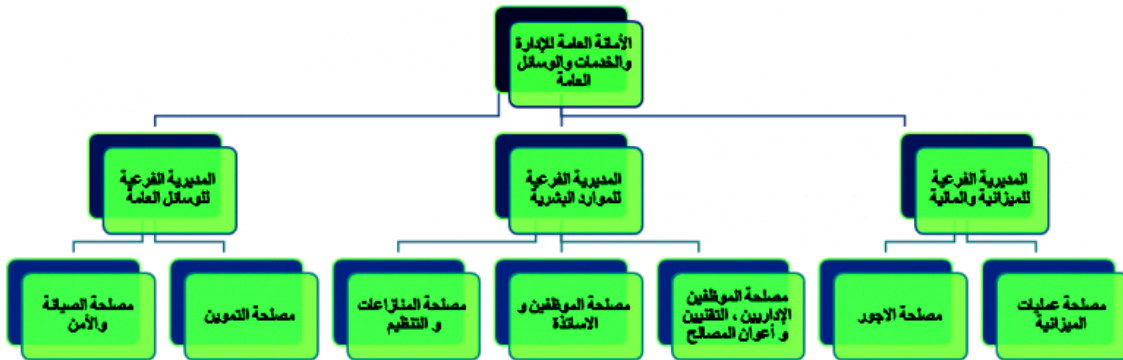 الأمانة العامة للإدارة
والخدمات والوسائل
العامة
المديرية الفرعية
للميزانية والمالية
المديرية الفرعية
للموارد البشرية
المديرية الفرعية
للوسائل العامة
مصلحة عمليات
الميزانية
مصلحة الاجور
مصلحة الموظفين
الإداريين ، التقنيين
و أعوان المصالح
مصلحة الموظفين و
الاساتذة
مصلحة المنازاعات
و التنظيم
مصلحة التموين
مصلحة الصيانة
والأمن